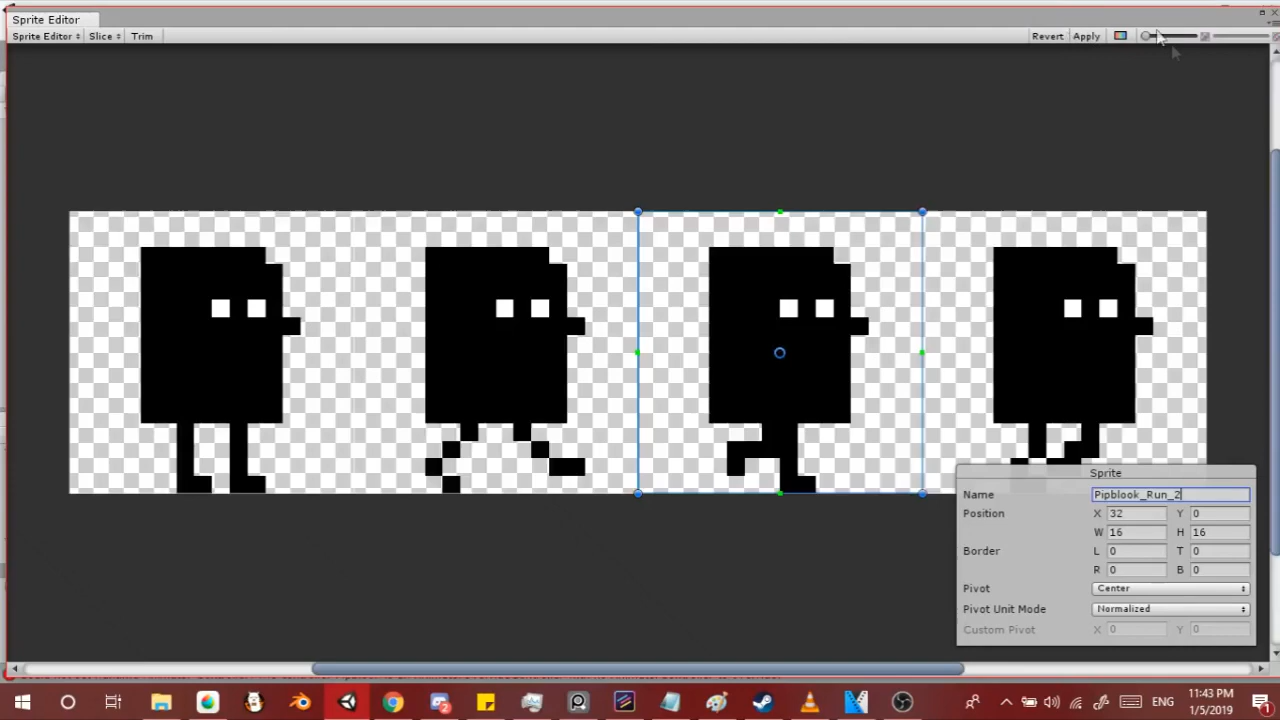 Sprite Editor
Sprite Editor Slice Trim Revert Apply
Sprite
Name Pipblook_Run_2
Position X 32 Y 0
W 16 H 16
Border L 0 T 0
R 0 B 0
Pivot Center
Pivot Unit Mode Normalized
Custom Pivot X 0 Y 0
ENG 11:43 PM
1/5/2019 1